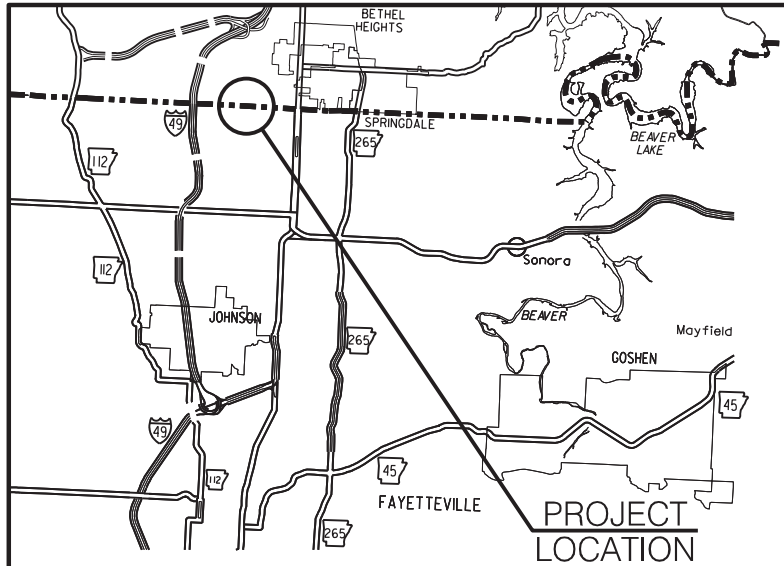 BETHEL
HEIGHTS
49
SPRINGDALE
265
BEAVER
LAKE
112
112
Sonora
JOHNSON
BEAVER
265
Mayfield
GOSHEN
45
49
112
45
FAYETTEVILLE
265
PROJECT
LOCATION